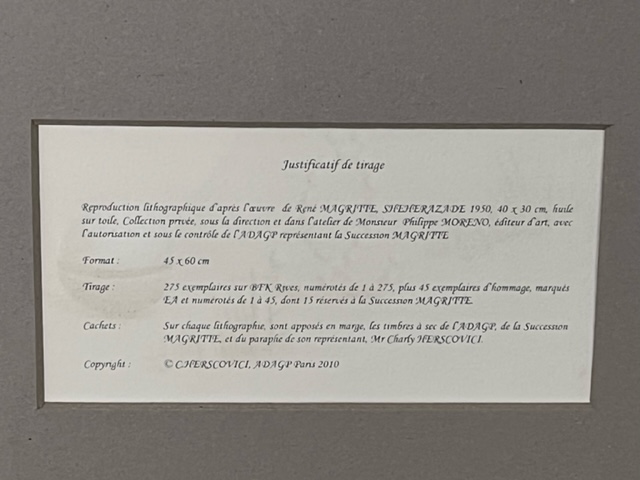 Justificatif de tirage
Reproduction lithographique d'après l'œuvre de René MAGRITTE, SHEHERAZADE 1950, 40 x 30 cm, huile
sur toile, Collection privée, sous la direction et dans l'atelier de Monsieur Philippe MORENO, éditeur d'art, avec
l'autorisation et sous le contrôle de l'ADAGP représentant la Succession MAGRITTE
Format : 45 x 60 cm
Tirage : 275 exemplaires sur BFK Rives, numérotés de 1 à 275, plus 45 exemplaires d'hommage, marqués
EA et numérotés de 1 à 45, dont 15 réservés à la Succession MAGRITTE.
Cachets : Sur chaque lithographie, sont apposés en marge, les timbres à sec de l'ADAGP, de la Succession
MAGRITTE, et du paraphe de son représentant, Mr Charly HERSCOVICI.
Copyright : © C.HERSCOVICI, ADAGP Paris 2010